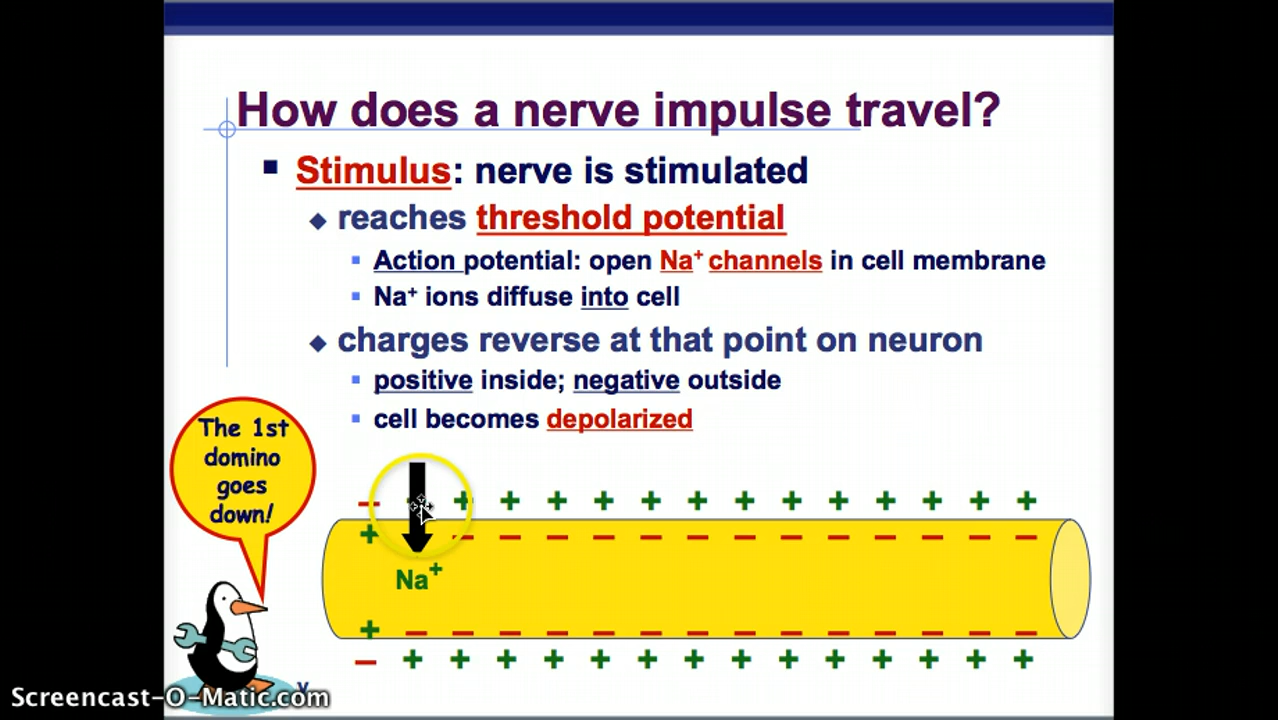 How does a nerve impulse travel?
Stimulus: nerve is stimulated
reaches threshold potential
Action potential: open Na+ channels in cell membrane
Na+ ions diffuse into cell
charges reverse at that point on neuron
positive inside; negative outside
cell becomes depolarized
The 1st
domino
goes
down!
– + + + + + + + + + + + + +
+ – – – – – – – – – – – – –
Na+
+ – – – – – – – – – – – – – –
– + + + + + + + + + + + + + +
Screencast-O-Matic.com